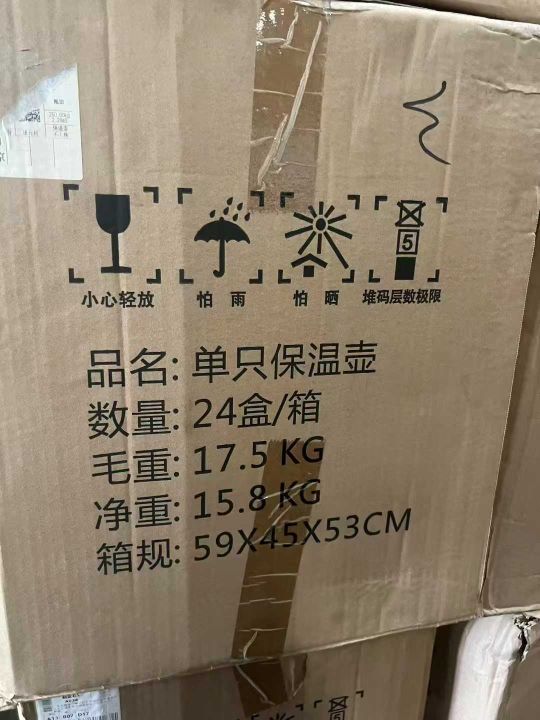 小心轻放 怕雨 怕晒 堆码层数极限
5
品名: 单只保温壶
数量: 24盒/箱
毛重: 17.5 KG
净重: 15.8 KG
箱规: 59X45X53CM